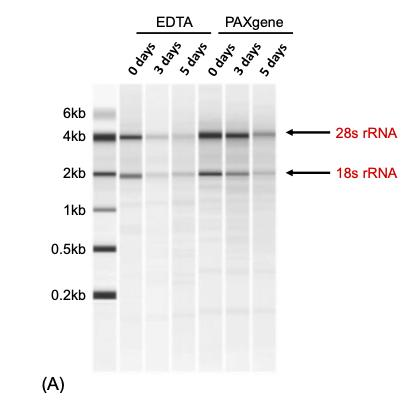 EDTA PAXgene
0 days 3 days 5 days 0 days 3 days 5 days
6kb
4kb 28s rRNA
2kb 18s rRNA
1kb
0.5kb
0.2kb
(A)